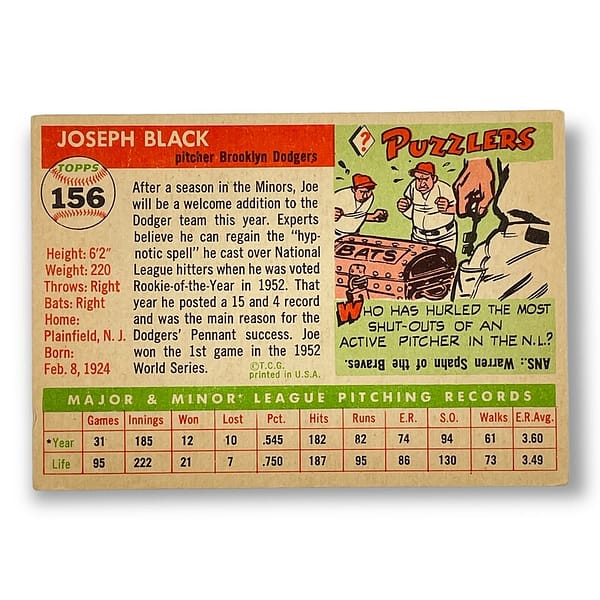 JOSEPH BLACK
pitcher Brooklyn Dodgers
TOPPS
156
Height: 6'2"
Weight: 220
Throws: Right
Bats: Right
Home:
Plainfield, N. J.
Born:
Feb. 8, 1924
After a season in the Minors, Joe
will be a welcome addition to the
Dodger team this year. Experts
believe he can regain the "hyp-
notic spell" he cast over National
League hitters when he was voted
Rookie-of-the-Year in 1952. That
year he posted a 15 and 4 record
and was the main reason for the
Dodgers' Pennant success. Joe
won the 1st game in the 1952
World Series.
©T.C.G.
printed in U.S.A.
? PUZZLERS
BATS
WHO HAS HURLED THE MOST
SHUT-OUTS OF AN
ACTIVE PITCHER IN THE N.L.?
ANS.: Warren Spahn of the Braves.
MAJOR & MINOR LEAGUE PITCHING RECORDS
Games Innings Won Lost Pct. Hits Runs E.R. S.O. Walks E.R.Avg.
*Year 31 185 12 10 .545 182 82 74 94 61 3.60
Life 95 222 21 7 .750 187 95 86 130 73 3.49